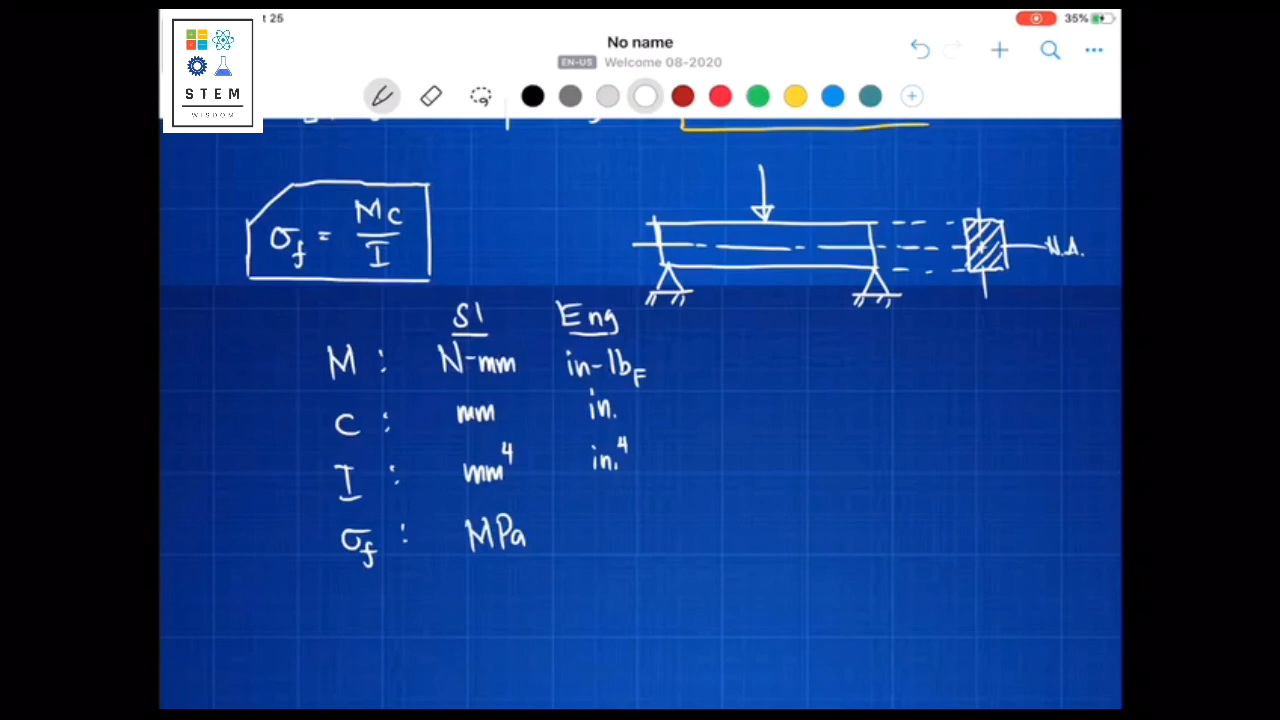 t 25
35%
No name
EN-US Welcome 08-2020
STEM
WISDOM
σf = Mc / I
N.A.
SI Eng
M : N-mm in-lbF
C : mm in.
I : mm⁴ in.⁴
σf : MPa